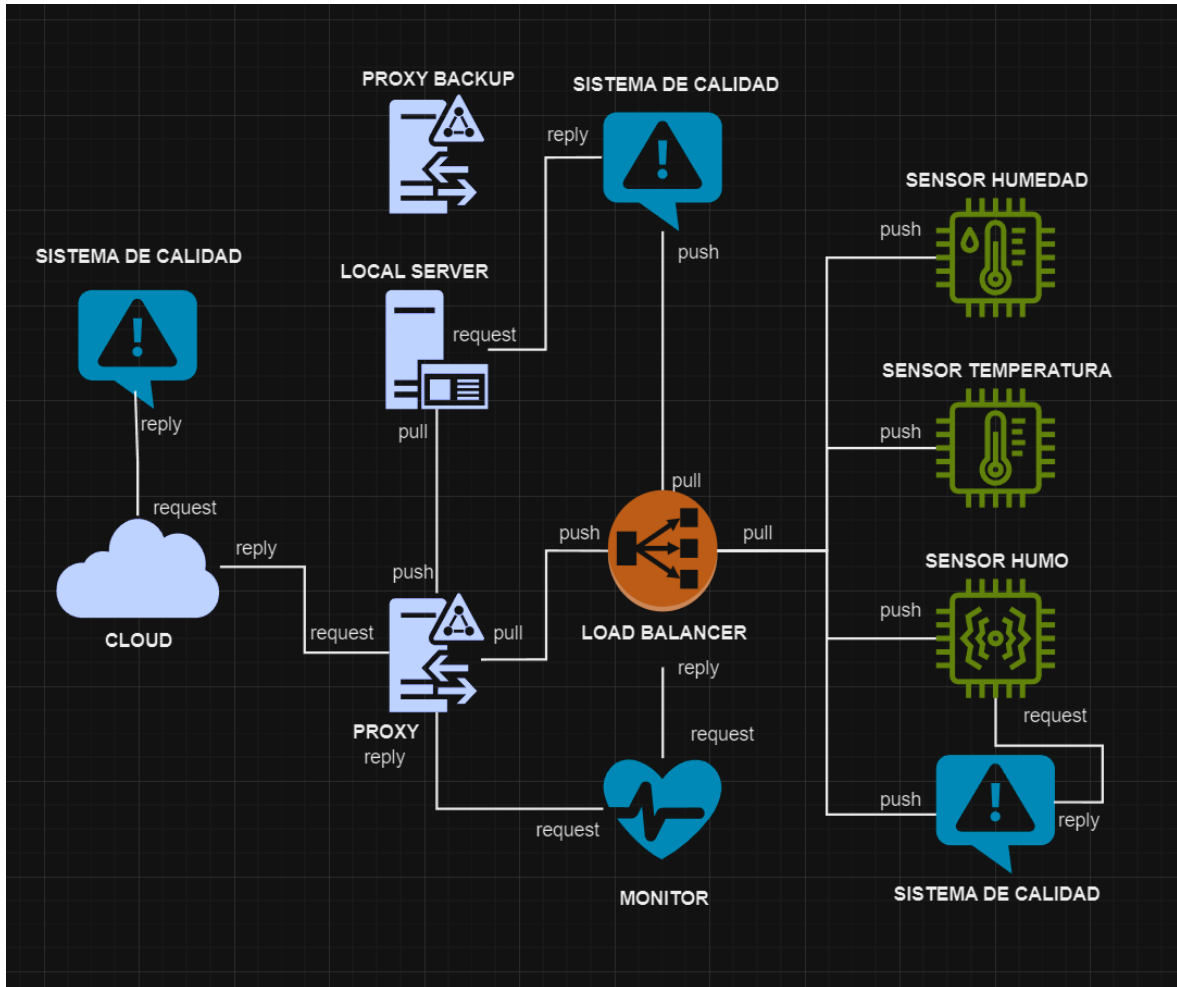 PROXY BACKUP
SISTEMA DE CALIDAD
reply
SENSOR HUMEDAD
push
SISTEMA DE CALIDAD
push
LOCAL SERVER
request
SENSOR TEMPERATURA
reply
pull
push
pull
request
push
pull
reply
SENSOR HUMO
push
push
request
pull
LOAD BALANCER
CLOUD
reply
request
PROXY
request
reply
push
reply
request
MONITOR
SISTEMA DE CALIDAD